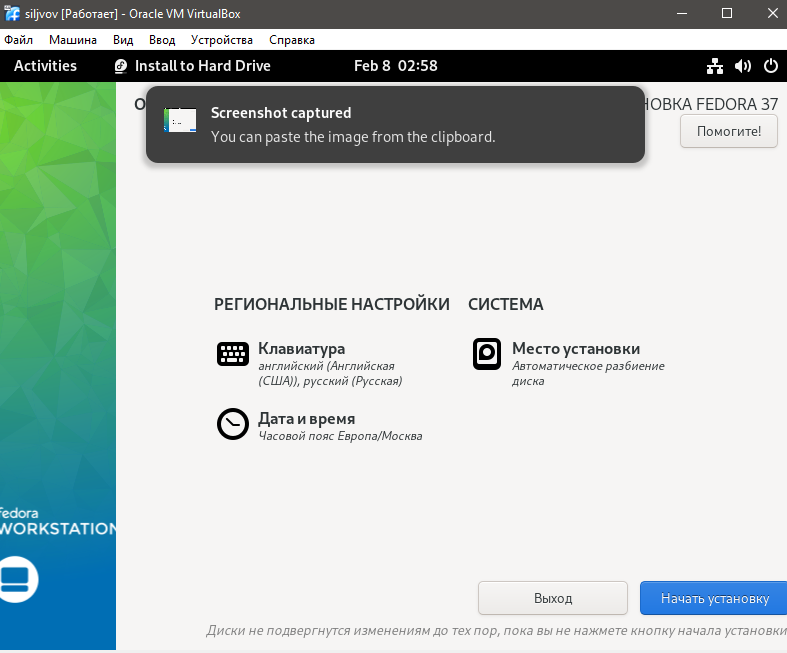 siljvov [Работает] - Oracle VM VirtualBox
Файл Машина Вид Ввод Устройства Справка
Activities Install to Hard Drive Feb 8 02:58
НОВКА FEDORA 37
Screenshot captured
You can paste the image from the clipboard.
Помогите!
РЕГИОНАЛЬНЫЕ НАСТРОЙКИ СИСТЕМА
Клавиатура
английский (Английская
(США)), русский (Русская)
Место установки
Автоматическое разбиение
диска
Дата и время
Часовой пояс Европа/Москва
fedora
WORKSTATION
Выход Начать установку
Диски не подвергнутся изменениям до тех пор, пока вы не нажмете кнопку начала установки